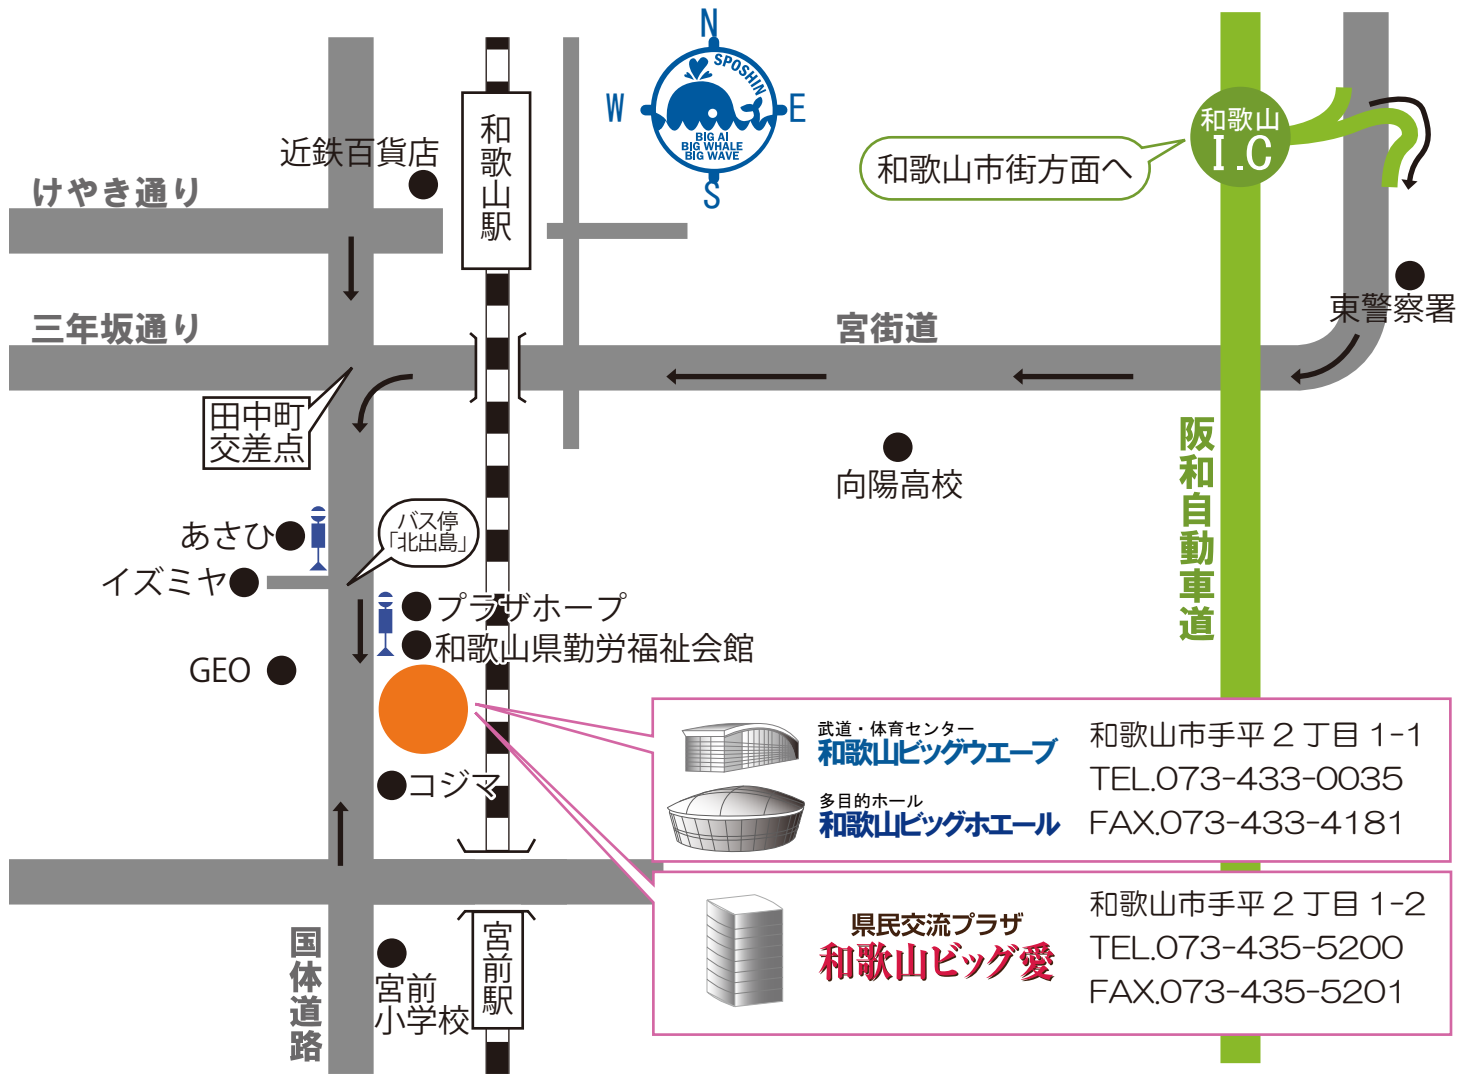 N
W
E
S
SPOSHIN
BIG AI
BIG WHALE
BIG WAVE
近鉄百貨店
和歌山駅
和歌山
I.C
和歌山市街方面へ
けやき通り
東警察署
三年坂通り
宮街道
田中町
交差点
向陽高校
阪和自動車道
あさひ
バス停
「北出島」
イズミヤ
プラザホープ
和歌山県勤労福祉会館
GEO
コジマ
武道・体育センター
和歌山ビッグウエーブ
多目的ホール
和歌山ビッグホエール
和歌山市手平2丁目1-1
TEL.073-433-0035
FAX.073-433-4181
県民交流プラザ
和歌山ビッグ愛
和歌山市手平2丁目1-2
TEL.073-435-5200
FAX.073-435-5201
国体道路
宮前
小学校
宮前駅